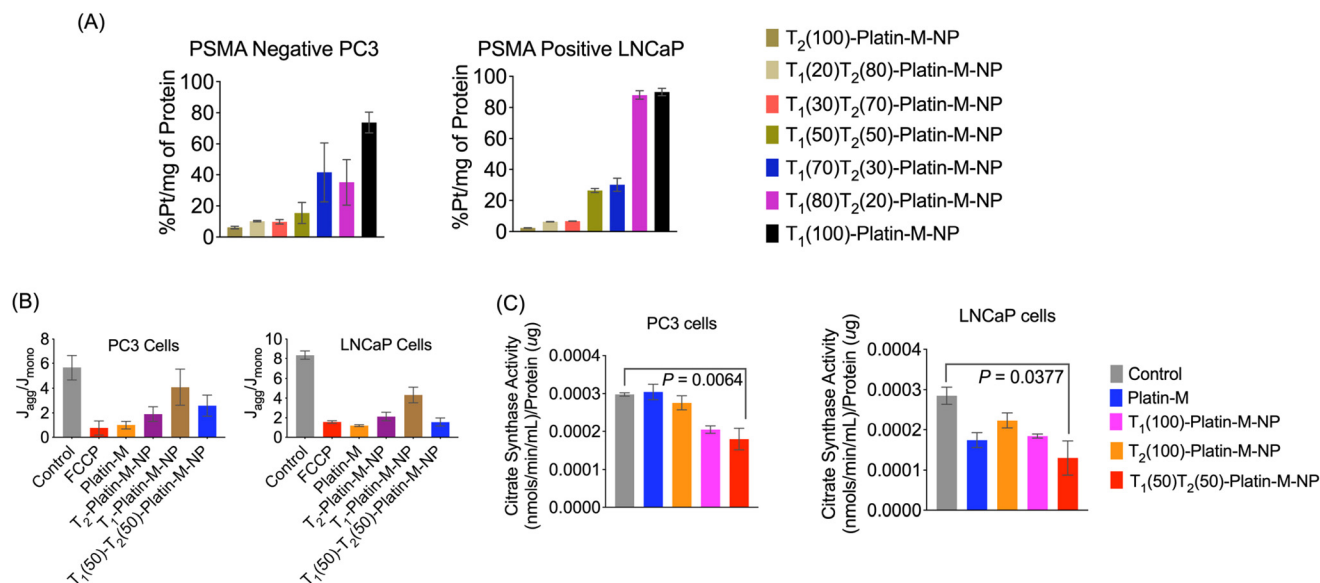 (A)
PSMA Negative PC3
%Pt/mg of Protein
100
80
60
40
20
0
PSMA Positive LNCaP
%Pt/mg of Protein
100
80
60
40
20
0
T2(100)-Platin-M-NP
T1(20)T2(80)-Platin-M-NP
T1(30)T2(70)-Platin-M-NP
T1(50)T2(50)-Platin-M-NP
T1(70)T2(30)-Platin-M-NP
T1(80)T2(20)-Platin-M-NP
T1(100)-Platin-M-NP
(B)
PC3 Cells
Jagg/Jmono
8
6
4
2
0
Control
FCCP
Platin-M
T2-Platin-M-NP
T1-Platin-M-NP
T1(50)-T2(50)-Platin-M-NP
LNCaP Cells
Jagg/Jmono
10
8
6
4
2
0
Control
FCCP
Platin-M
T2-Platin-M-NP
T1-Platin-M-NP
T1(50)-T2(50)-Platin-M-NP
(C)
PC3 cells
Citrate Synthase Activity
(nmols/min/mL)/Protein (ug)
0.0004
0.0003
0.0002
0.0001
0.0000
P = 0.0064
LNCaP cells
Citrate Synthase Activity
(nmols/min/mL)/Protein (ug)
0.0004
0.0003
0.0002
0.0001
0.0000
P = 0.0377
Control
Platin-M
T1(100)-Platin-M-NP
T2(100)-Platin-M-NP
T1(50)T2(50)-Platin-M-NP